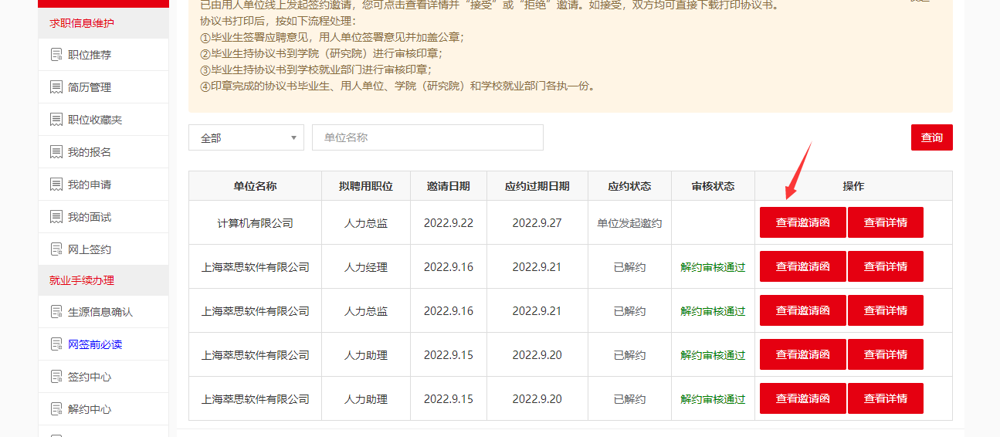 已由用人单位线上发起签约邀请，您可点击查看详情并“接受”或“拒绝”邀请。如接受，双方均可直接下载打印协议书。
协议书打印后，按如下流程处理：
①毕业生签署应聘意见，用人单位签署意见并加盖公章；
②毕业生持协议书到学院（研究院）进行审核印章；
③毕业生持协议书到学校就业部门进行审核印章；
④印章完成的协议书毕业生、用人单位、学院（研究院）和学校就业部门各执一份。
求职信息维护
职位推荐
简历管理
职位收藏夹
我的报名
我的申请
我的面试
网上签约
就业手续办理
生源信息确认
网签前必读
签约中心
解约中心
全部 单位名称 查询
单位名称 拟聘用职位 邀请日期 应约过期日期 应约状态 审核状态 操作
计算机有限公司 人力总监 2022.9.22 2022.9.27 单位发起邀约 查看邀请函 查看详情
上海萃思软件有限公司 人力经理 2022.9.16 2022.9.21 已解约 解约审核通过 查看邀请函 查看详情
上海萃思软件有限公司 人力总监 2022.9.16 2022.9.21 已解约 解约审核通过 查看邀请函 查看详情
上海萃思软件有限公司 人力助理 2022.9.15 2022.9.20 已解约 解约审核通过 查看邀请函 查看详情
上海萃思软件有限公司 人力助理 2022.9.15 2022.9.20 已解约 解约审核通过 查看邀请函 查看详情